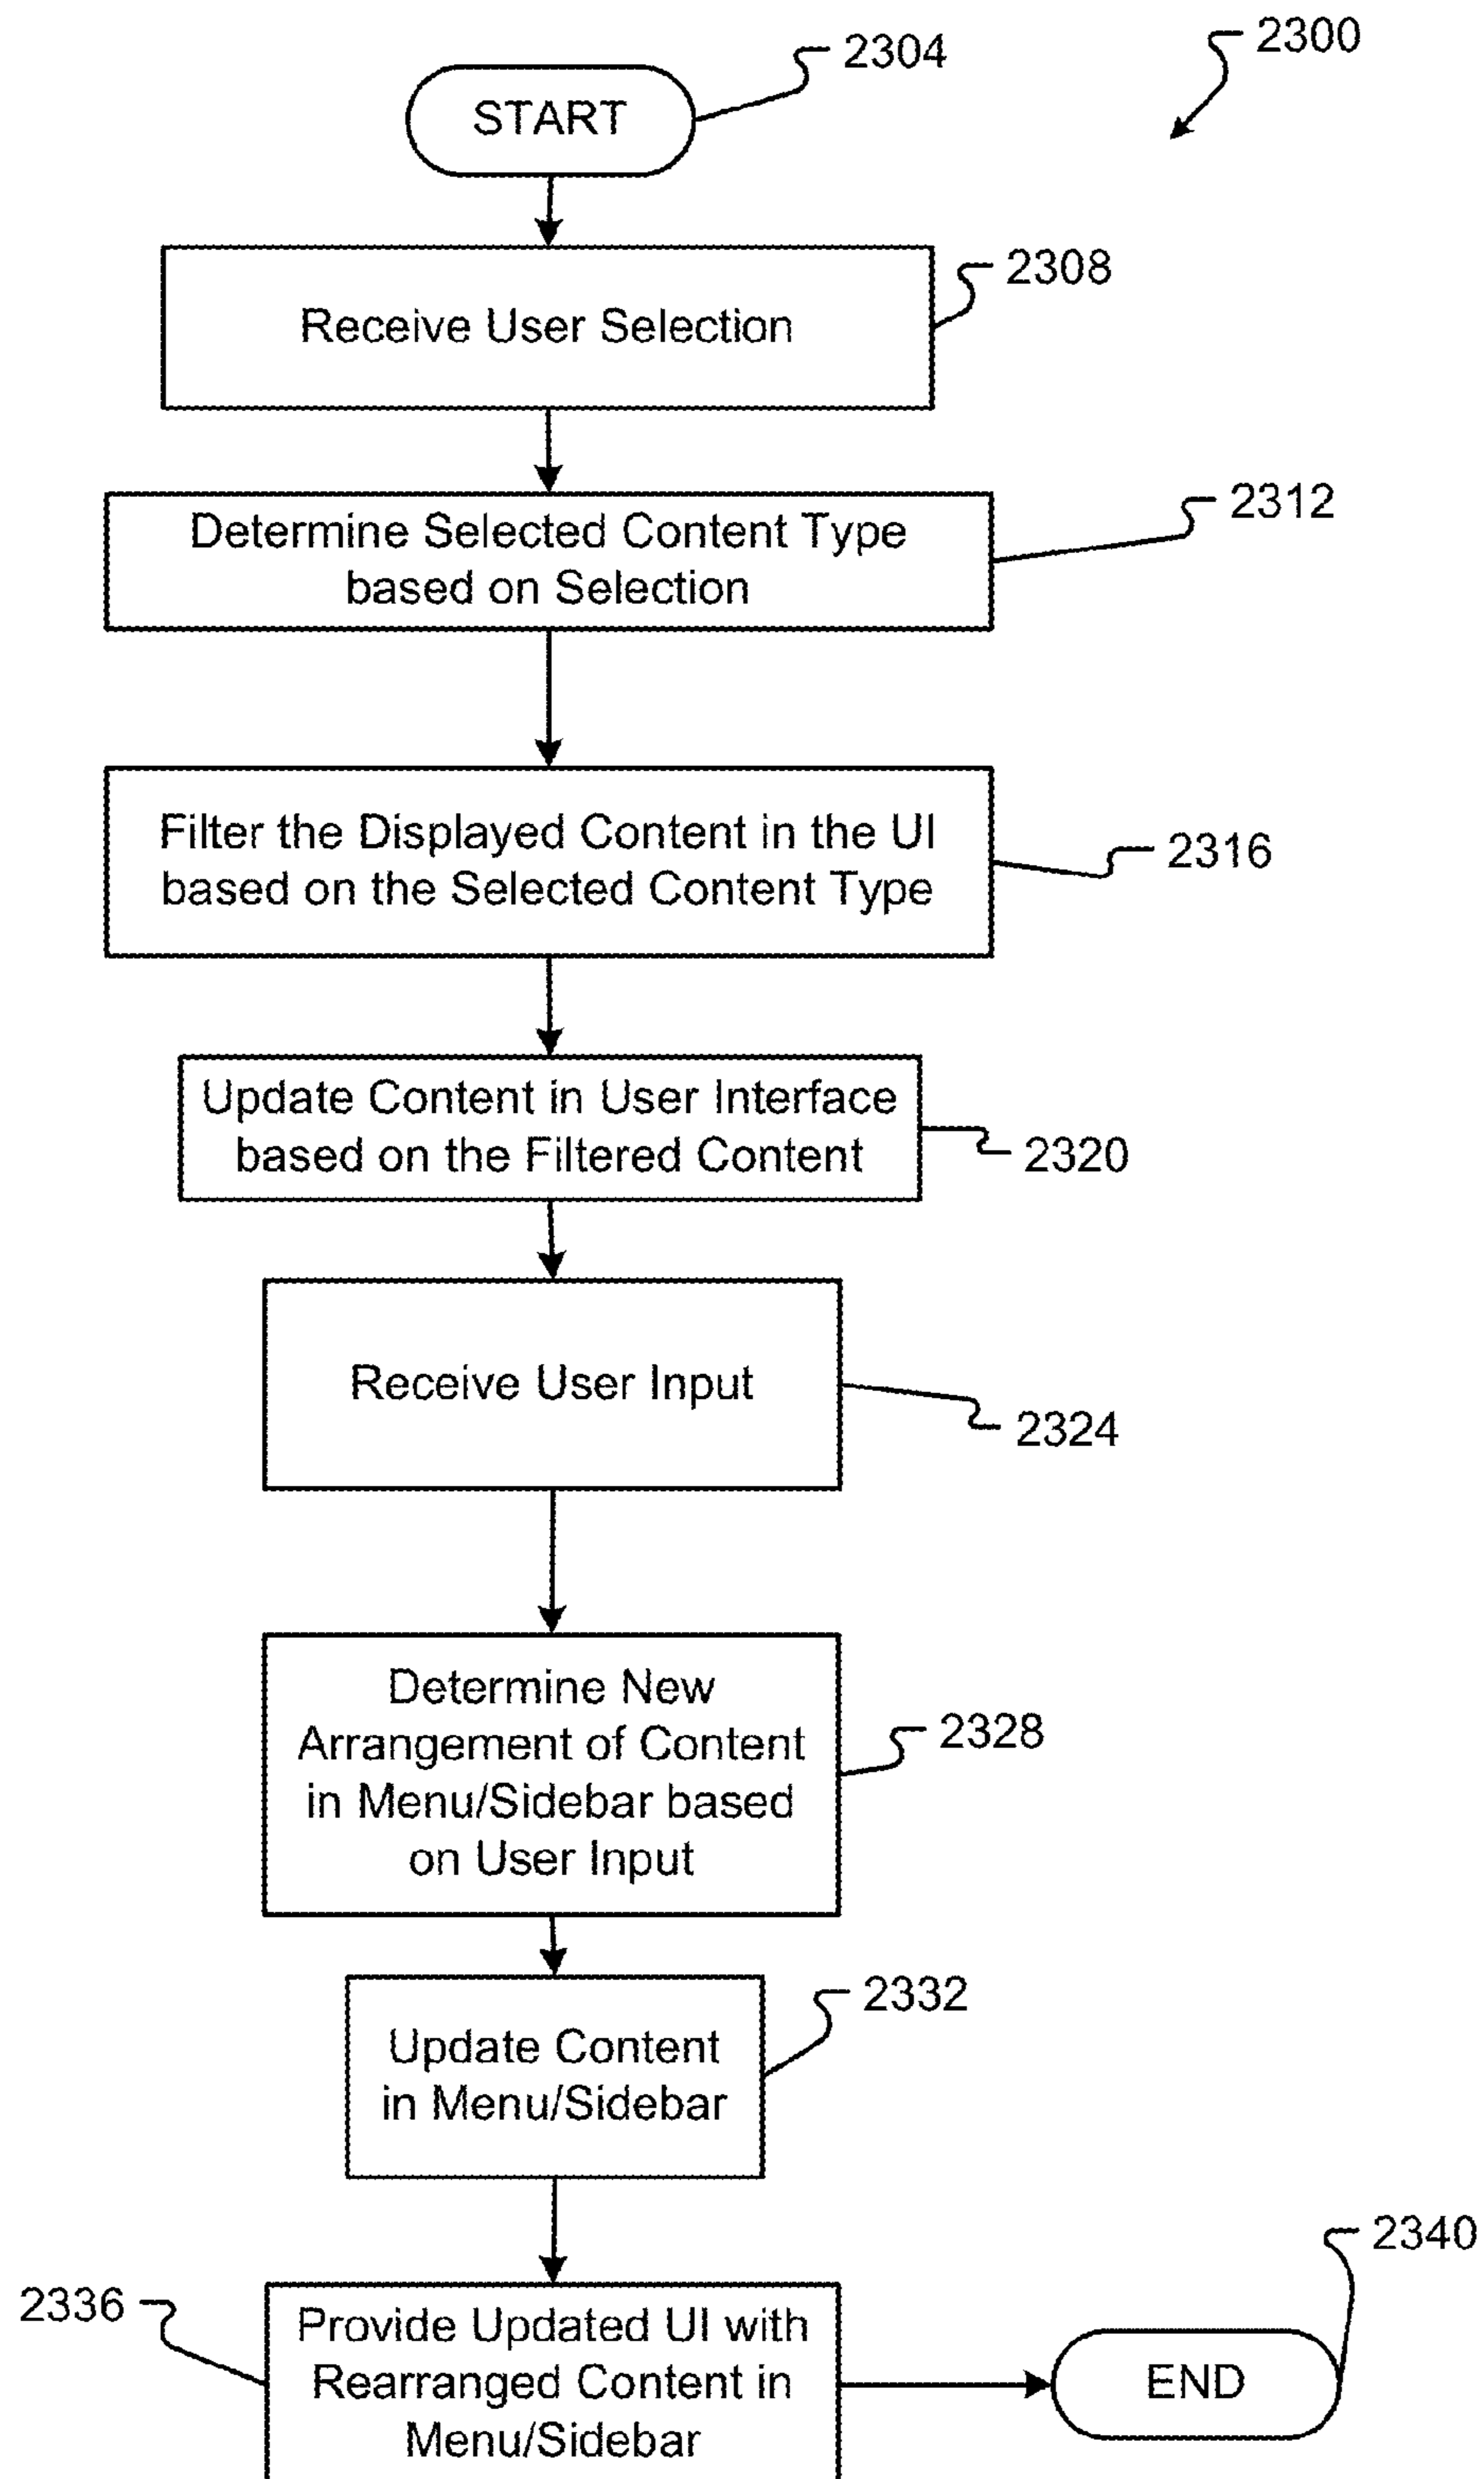 2300
START
2304
Receive User Selection
2308
Determine Selected Content Type
based on Selection
2312
Filter the Displayed Content in the UI
based on the Selected Content Type
2316
Update Content in User Interface
based on the Filtered Content
2320
Receive User Input
2324
Determine New
Arrangement of Content
in Menu/Sidebar based
on User Input
2328
Update Content
in Menu/Sidebar
2332
2336
Provide Updated UI with
Rearranged Content in
Menu/Sidebar
END
2340